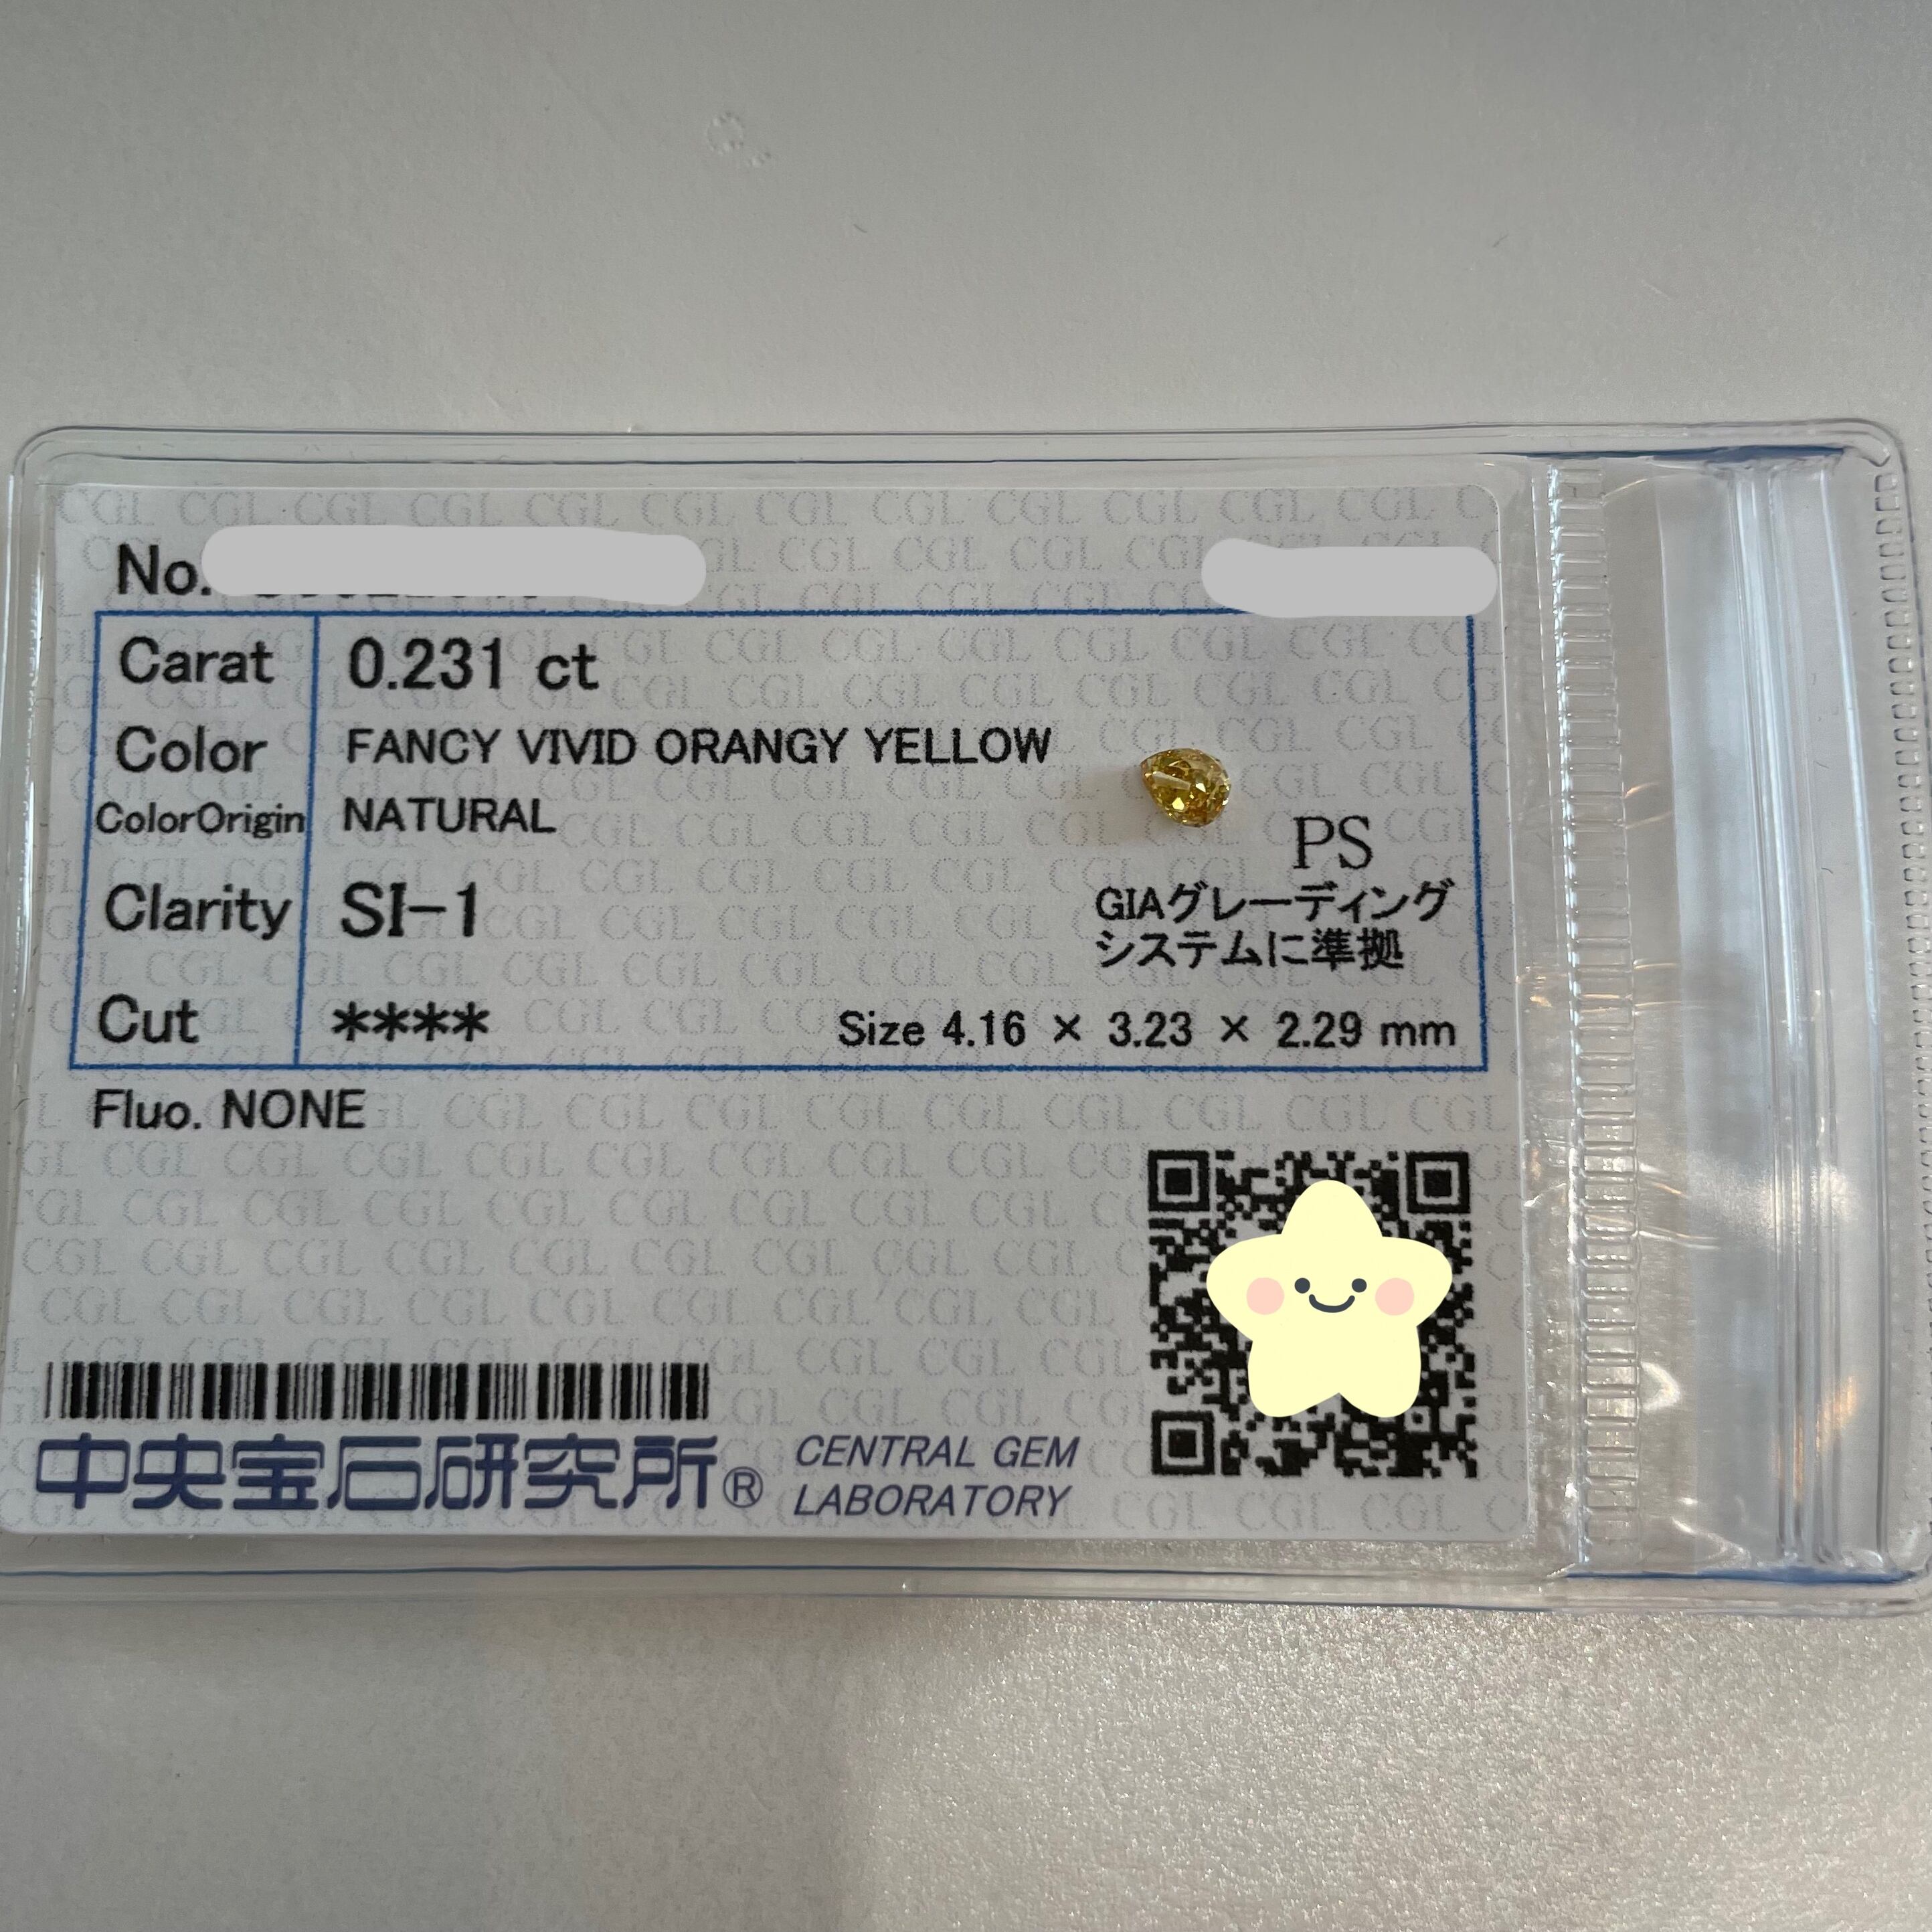 No.
Carat 0.231 ct
Color FANCY VIVID ORANGY YELLOW
ColorOrigin NATURAL
PS
Clarity SI-1
GIAグレーディング
システムに準拠
Cut ****
Size 4.16 × 3.23 × 2.29 mm
Fluo. NONE
中央宝石研究所® CENTRAL GEM
LABORATORY